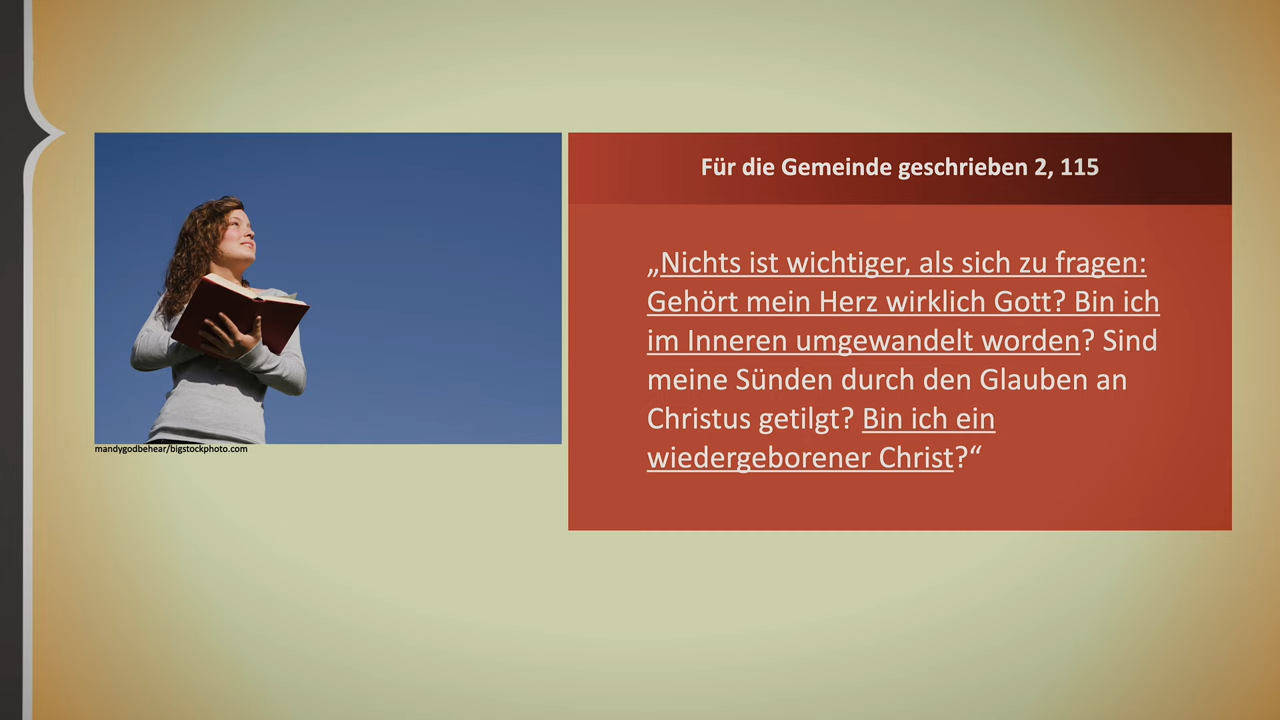 Für die Gemeinde geschrieben 2, 115
„Nichts ist wichtiger, als sich zu fragen:
Gehört mein Herz wirklich Gott? Bin ich
im Inneren umgewandelt worden? Sind
meine Sünden durch den Glauben an
Christus getilgt? Bin ich ein
wiedergeborener Christ?“
mandygodbehear/bigstockphoto.com